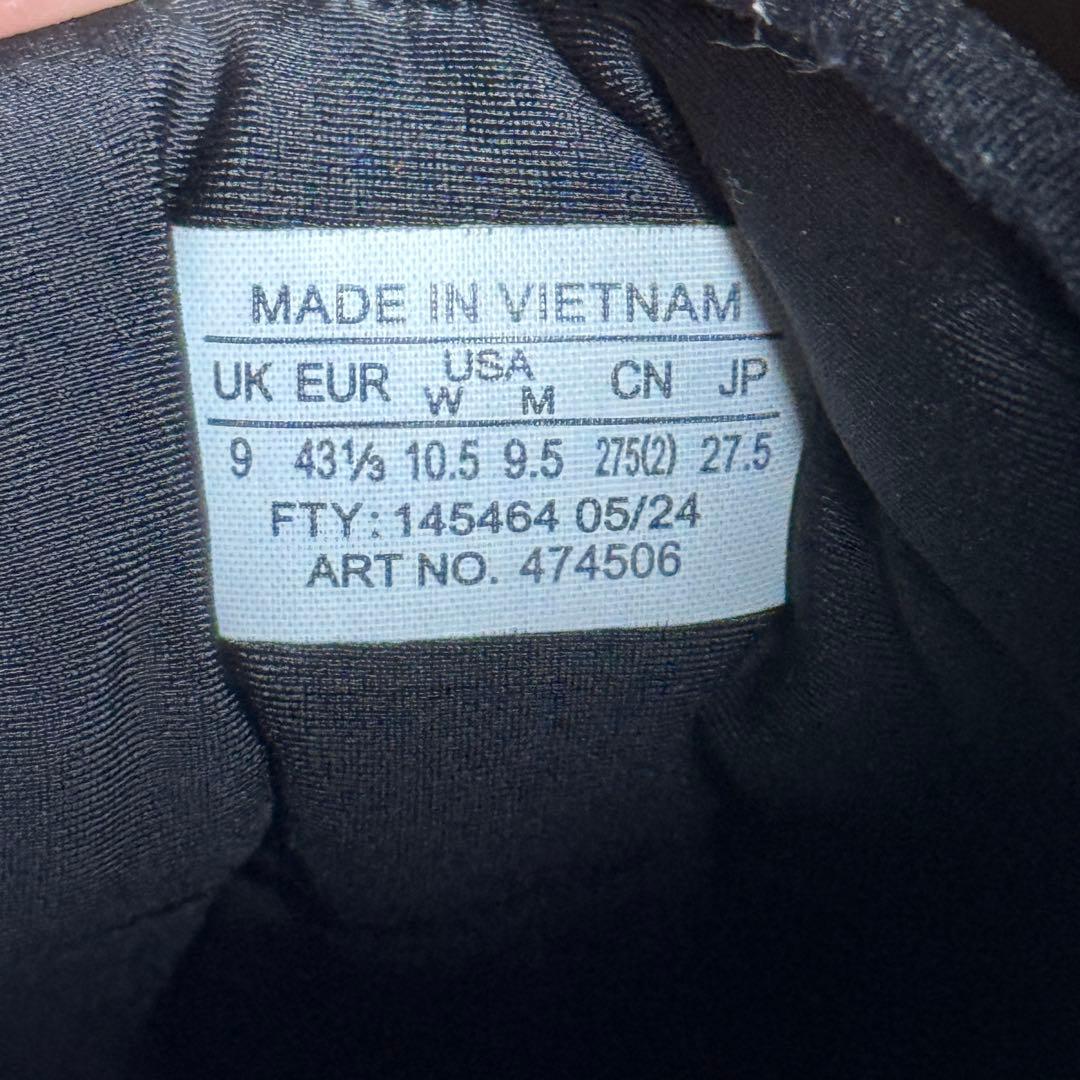 MADE IN VIETNAM
UK EUR USA W M CN JP
9 43⅓ 10.5 9.5 275(2) 27.5
FTY: 145464 05/24
ART NO. 474506